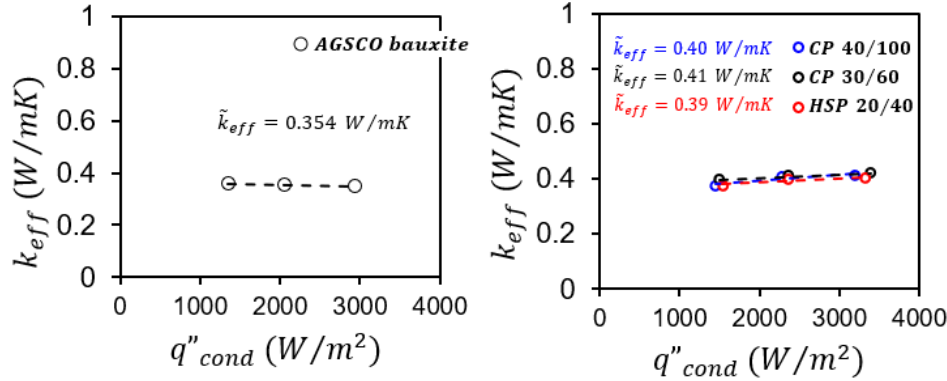 k_eff (W/mK)
1
0.8
0.6
0.4
0.2
0
AGSCO bauxite
k̃_eff = 0.354 W/mK
0 1000 2000 3000 4000
q"_cond (W/m²)
k_eff (W/mK)
1
0.8
0.6
0.4
0.2
0
k̃_eff = 0.40 W/mK CP 40/100
k̃_eff = 0.41 W/mK CP 30/60
k̃_eff = 0.39 W/mK HSP 20/40
0 1000 2000 3000 4000
q"_cond (W/m²)